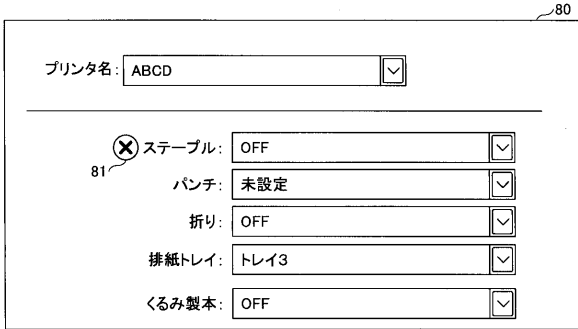 80
プリンタ名: ABCD
ステープル: OFF
81
パンチ: 未設定
折り: OFF
排紙トレイ: トレイ3
くるみ製本: OFF